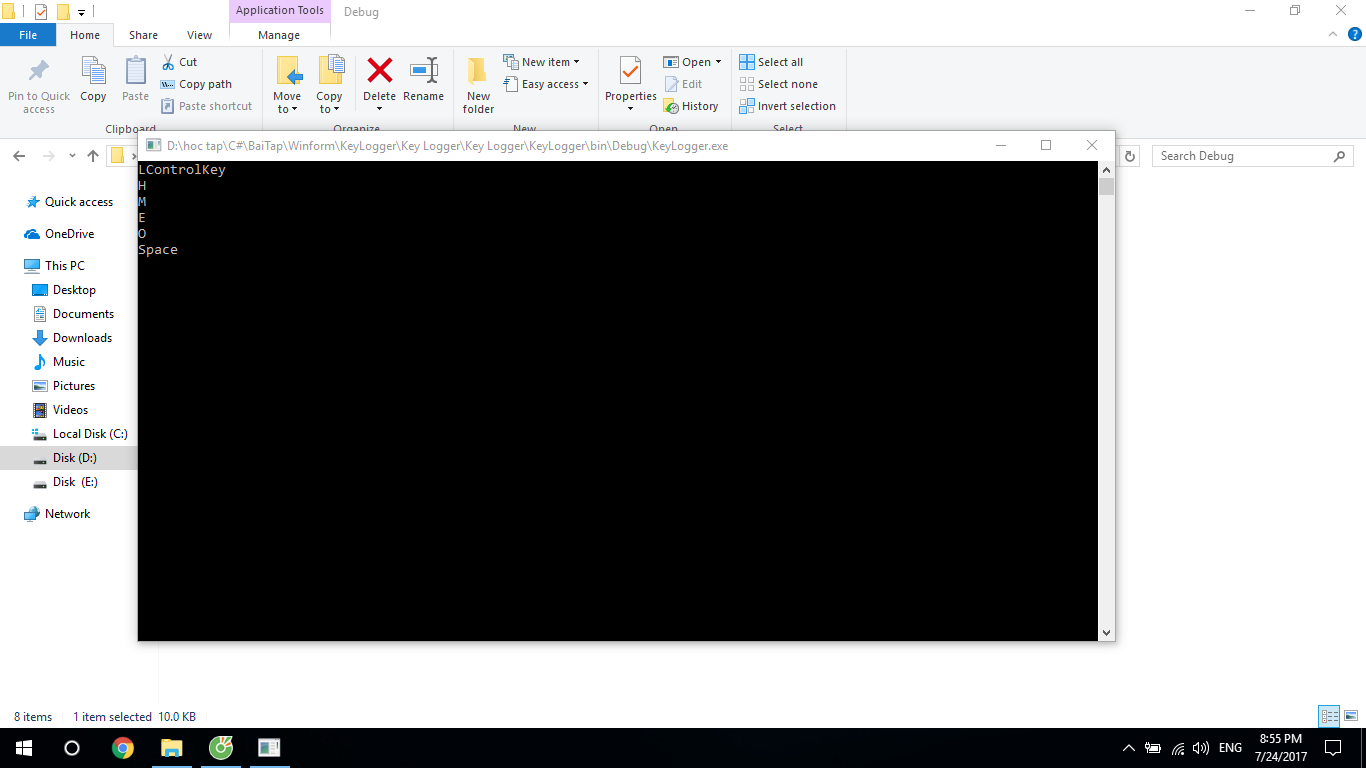 Application Tools
Debug
File
Home
Share
View
Manage
Pin to Quick access
Copy
Paste
Cut
Copy path
Paste shortcut
Clipboard
Move to
Copy to
Delete
Rename
Organize
New folder
New item
Easy access
New
Properties
Open
Edit
History
Open
Select all
Select none
Invert selection
Select
D:\hoc tap\C#\BaiTap\Winform\KeyLogger\Key Logger\Key Logger\KeyLogger\bin\Debug\KeyLogger.exe
Search Debug
LControlKey
H
M
E
O
Space
Quick access
OneDrive
This PC
Desktop
Documents
Downloads
Music
Pictures
Videos
Local Disk (C:)
Disk (D:)
Disk (E:)
Network
8 items
1 item selected 10.0 KB
ENG
8:55 PM
7/24/2017